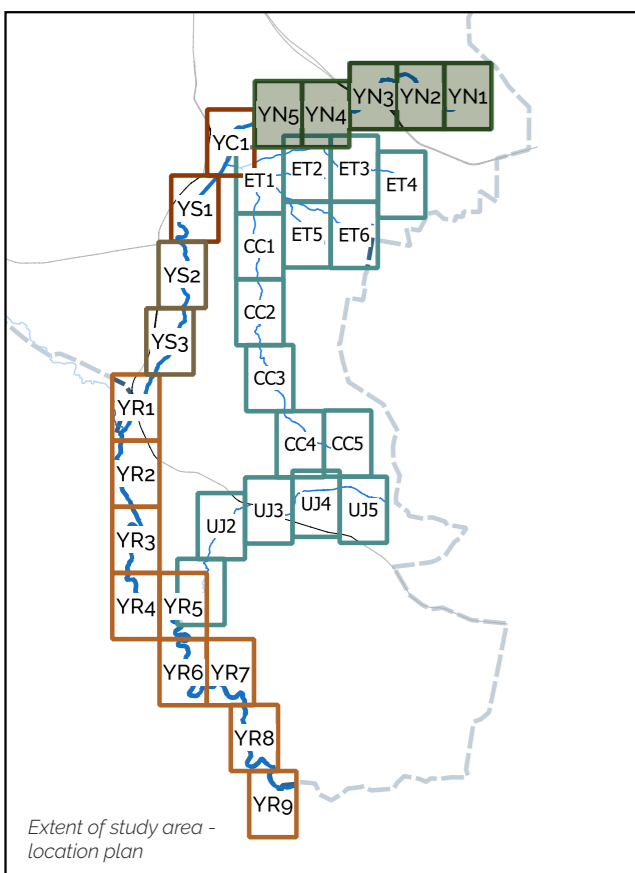 YN3 YN2 YN1
YN5 YN4
YC1
ET1 ET2 ET3 ET4
YS1
CC1 ET5 ET6
YS2
CC2
YS3
CC3
YR1
CC4 CC5
YR2
UJ2 UJ3 UJ4 UJ5
YR3
YR4 YR5
YR6 YR7
YR8
YR9
Extent of study area -
location plan